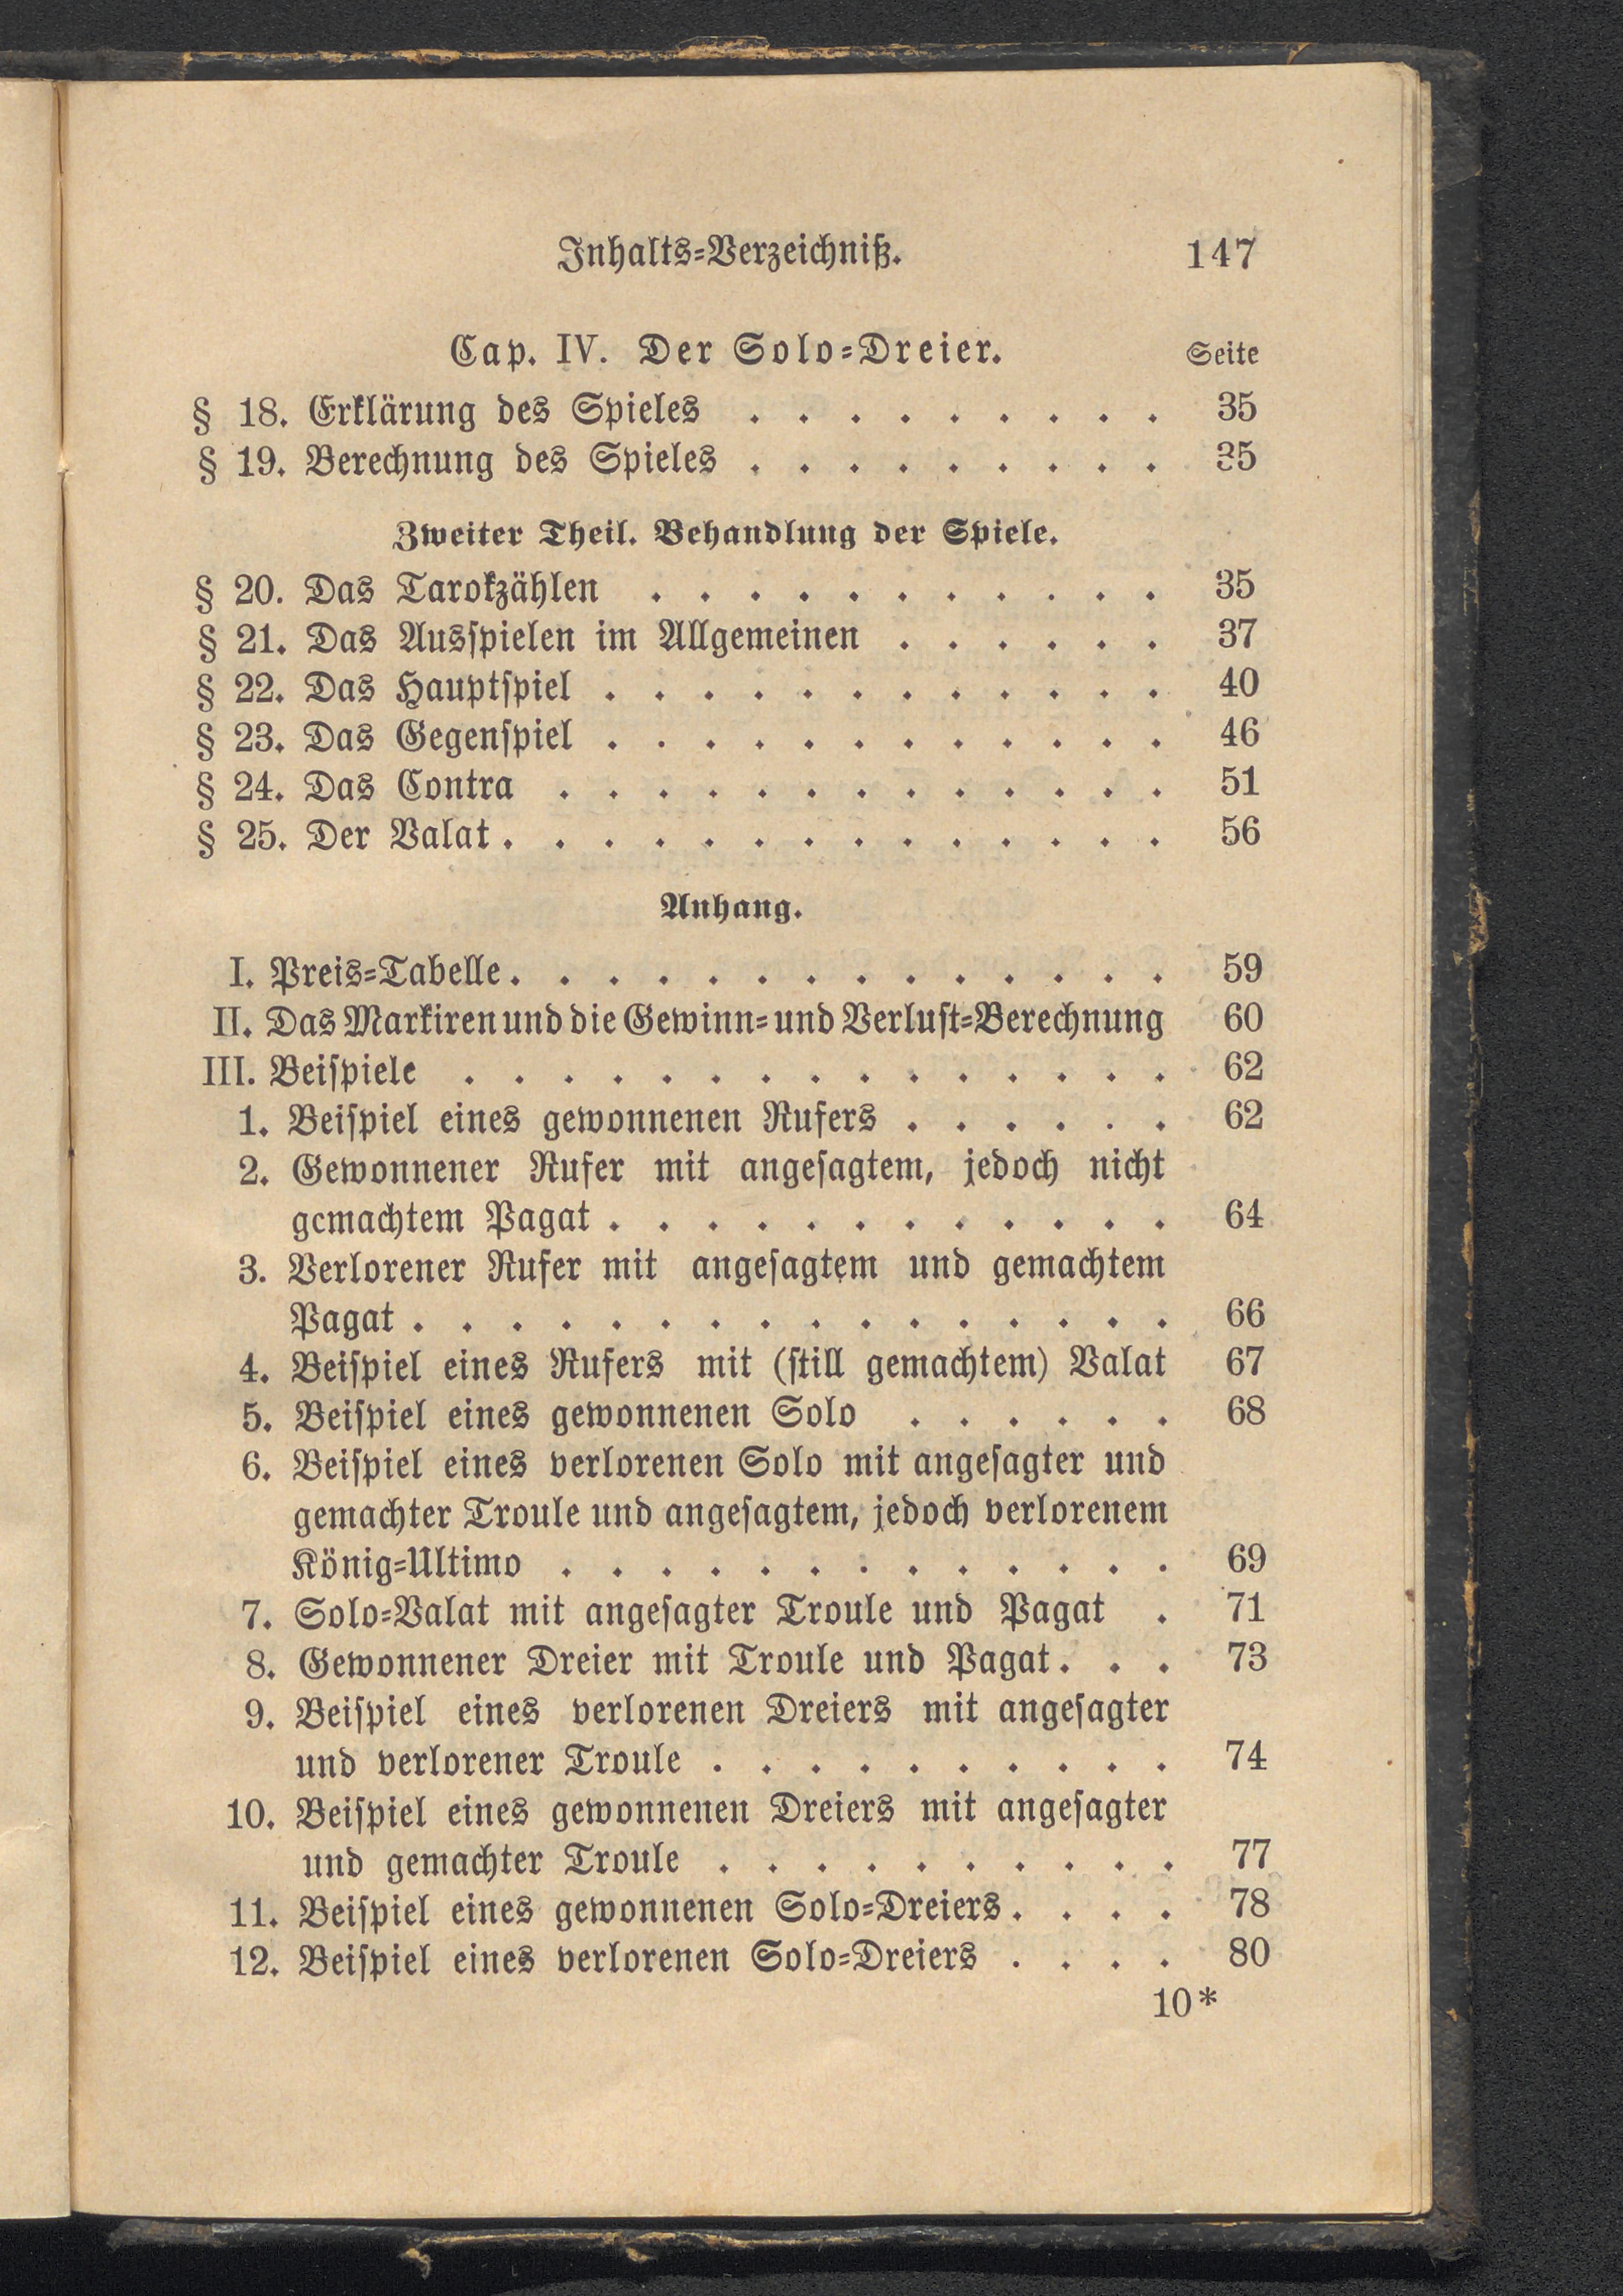 Inhalts-Verzeichniß. 147
Cap. IV. Der Solo-Dreier. Seite
§ 18. Erklärung des Spieles . . . . . . . . . 35
§ 19. Berechnung des Spieles . . . . . . . . . 35
Zweiter Theil. Behandlung der Spiele.
§ 20. Das Tarokzählen . . . . . . . . . . . 35
§ 21. Das Ausspielen im Allgemeinen . . . . . . 37
§ 22. Das Hauptspiel . . . . . . . . . . . . 40
§ 23. Das Gegenspiel . . . . . . . . . . . . 46
§ 24. Das Contra . . . . . . . . . . . . . 51
§ 25. Der Valat . . . . . . . . . . . . . . 56
Anhang.
I. Preis-Tabelle . . . . . . . . . . . . . . 59
II. Das Markiren und die Gewinn- und Verlust-Berechnung 60
III. Beispiele . . . . . . . . . . . . . . . 62
1. Beispiel eines gewonnenen Rufers . . . . . . 62
2. Gewonnener Rufer mit angesagtem, jedoch nicht
gemachtem Pagat . . . . . . . . . . . . 64
3. Verlorener Rufer mit angesagtem und gemachtem
Pagat . . . . . . . . . . . . . . . . 66
4. Beispiel eines Rufers mit (still gemachtem) Valat 67
5. Beispiel eines gewonnenen Solo . . . . . . 68
6. Beispiel eines verlorenen Solo mit angesagter und
gemachter Troule und angesagtem, jedoch verlorenem
König-Ultimo . . . . . . . . . . . . . 69
7. Solo-Valat mit angesagter Troule und Pagat . 71
8. Gewonnener Dreier mit Troule und Pagat . . . 73
9. Beispiel eines verlorenen Dreiers mit angesagter
und verlorener Troule . . . . . . . . . . 74
10. Beispiel eines gewonnenen Dreiers mit angesagter
und gemachter Troule . . . . . . . . . . 77
11. Beispiel eines gewonnenen Solo-Dreiers . . . . 78
12. Beispiel eines verlorenen Solo-Dreiers . . . . 80
10*